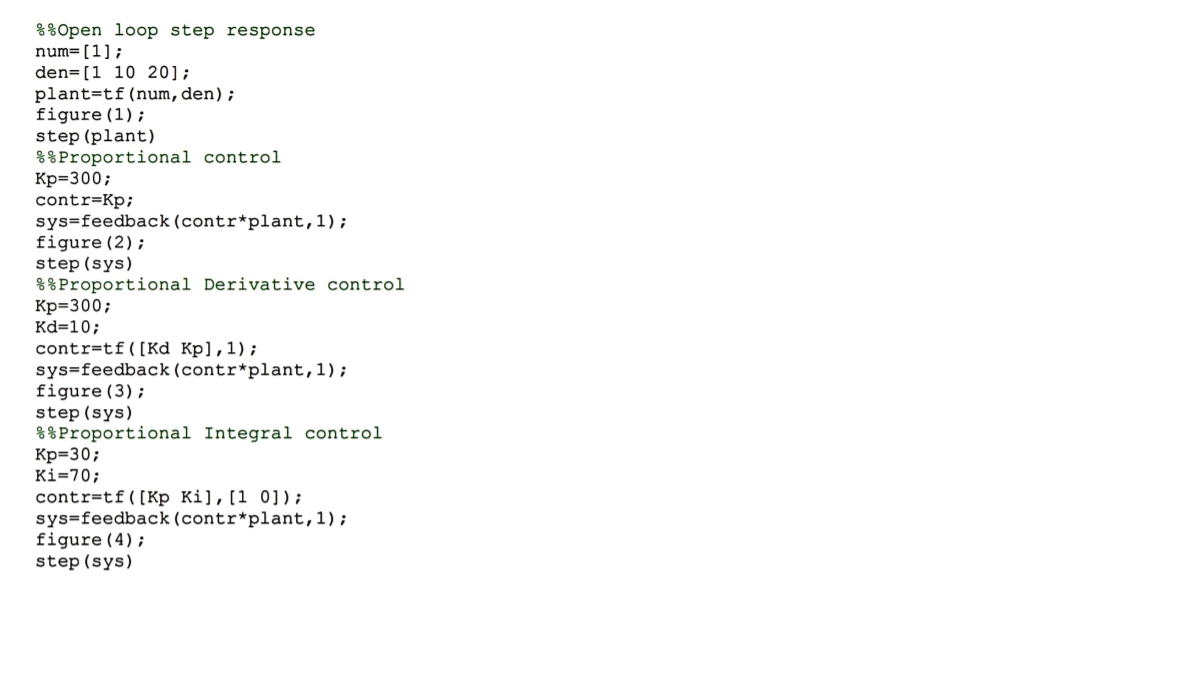 %%Open loop step response
num=[1];
den=[1 10 20];
plant=tf(num,den);
figure(1);
step(plant)
%%Proportional control
Kp=300;
contr=Kp;
sys=feedback(contr*plant,1);
figure(2);
step(sys)
%%Proportional Derivative control
Kp=300;
Kd=10;
contr=tf([Kd Kp],1);
sys=feedback(contr*plant,1);
figure(3);
step(sys)
%%Proportional Integral control
Kp=30;
Ki=70;
contr=tf([Kp Ki],[1 0]);
sys=feedback(contr*plant,1);
figure(4);
step(sys)